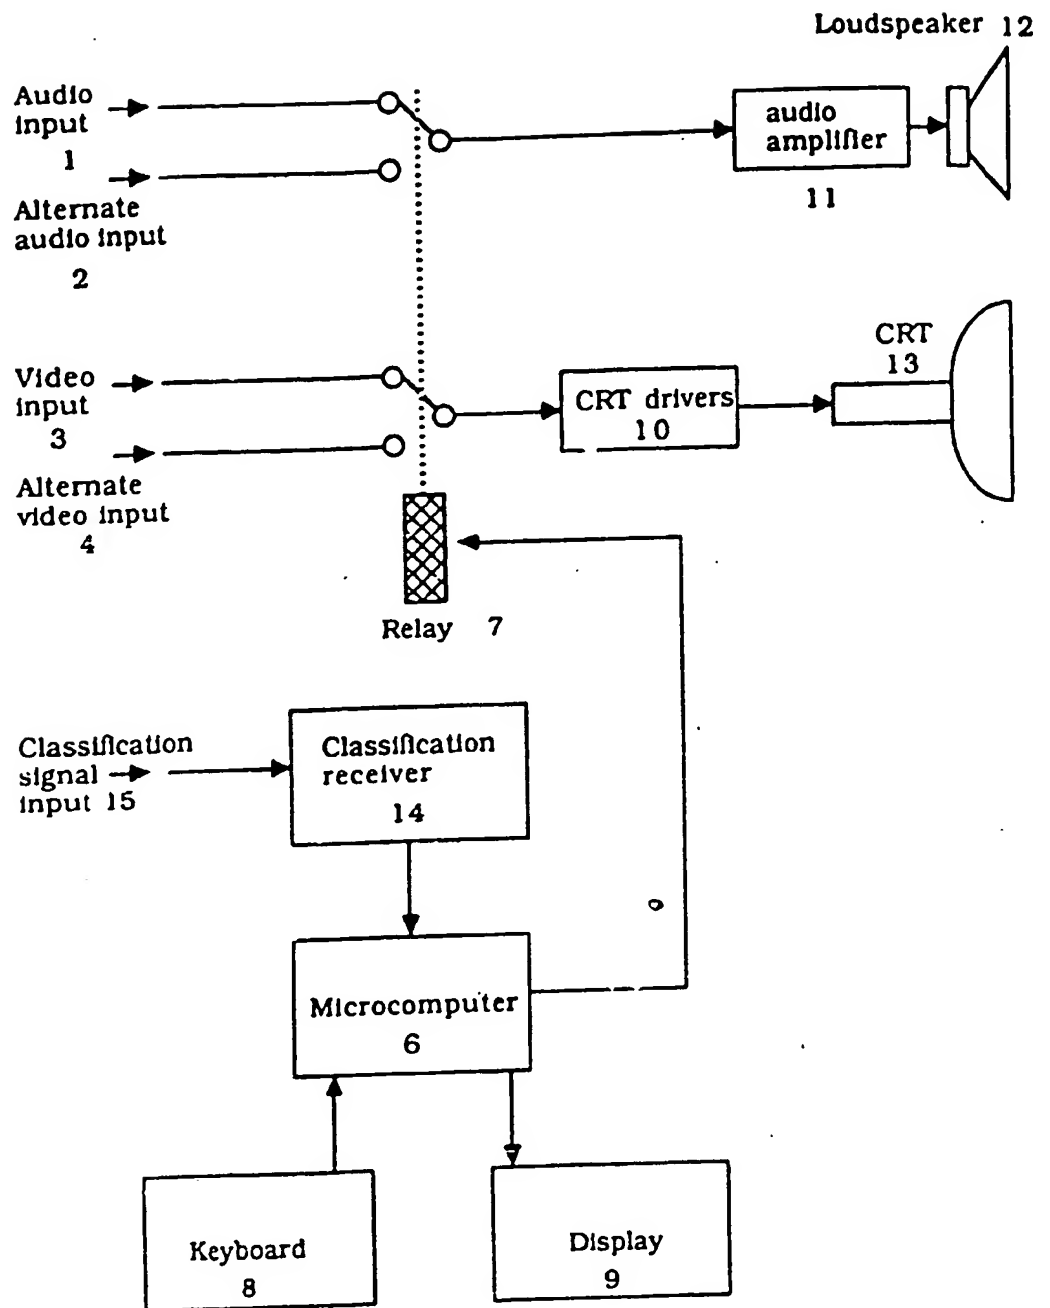 Loudspeaker 12
Audio
input
1
audio
amplifier
11
Alternate
audio input
2
CRT
13
Video
input
3
CRT drivers
10
Alternate
video input
4
Relay 7
Classification
signal
input 15
Classification
receiver
14
Microcomputer
6
Keyboard
8
Display
9